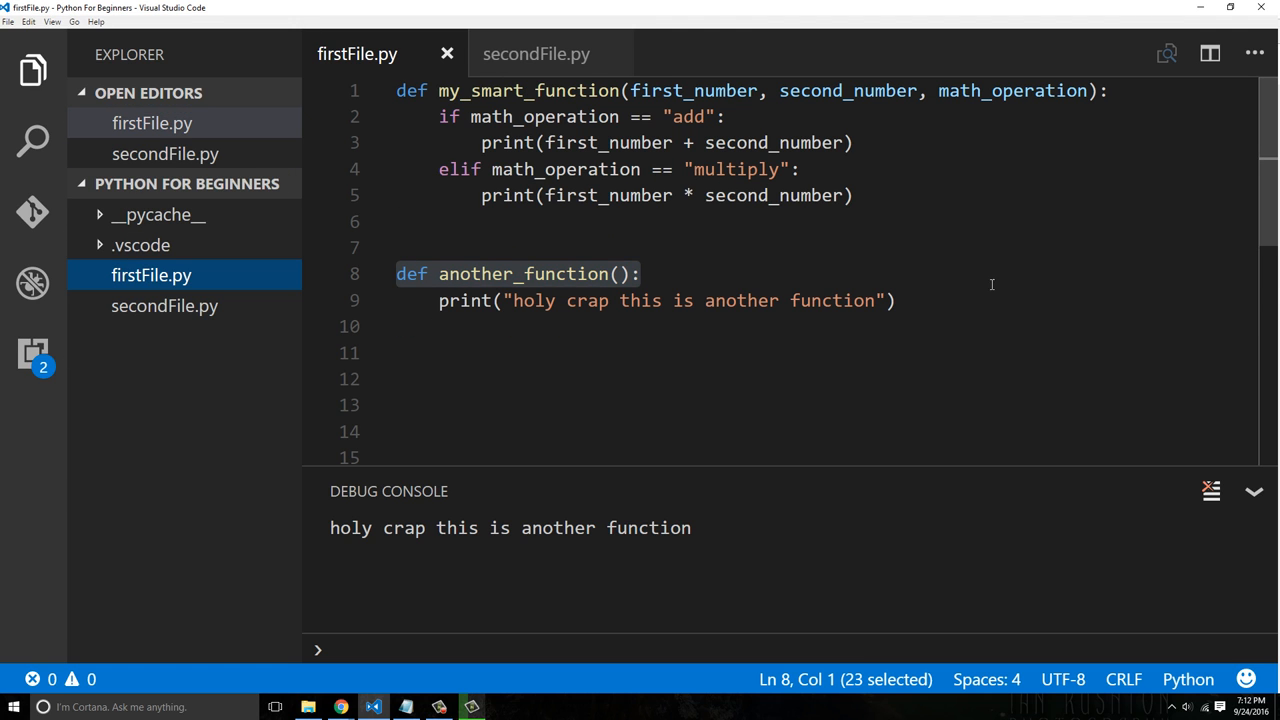 firstFile.py - Python For Beginners - Visual Studio Code
File Edit View Go Help
EXPLORER
OPEN EDITORS
firstFile.py
secondFile.py
PYTHON FOR BEGINNERS
__pycache__
.vscode
firstFile.py
secondFile.py
2
firstFile.py secondFile.py
1 def my_smart_function(first_number, second_number, math_operation):
2 if math_operation == "add":
3 print(first_number + second_number)
4 elif math_operation == "multiply":
5 print(first_number * second_number)
6
7
8 def another_function():
9 print("holy crap this is another function")
10
11
12
13
14
15
DEBUG CONSOLE
holy crap this is another function
0 0 Ln 8, Col 1 (23 selected) Spaces: 4 UTF-8 CRLF Python
I'm Cortana. Ask me anything.
7:12 PM
9/24/2016